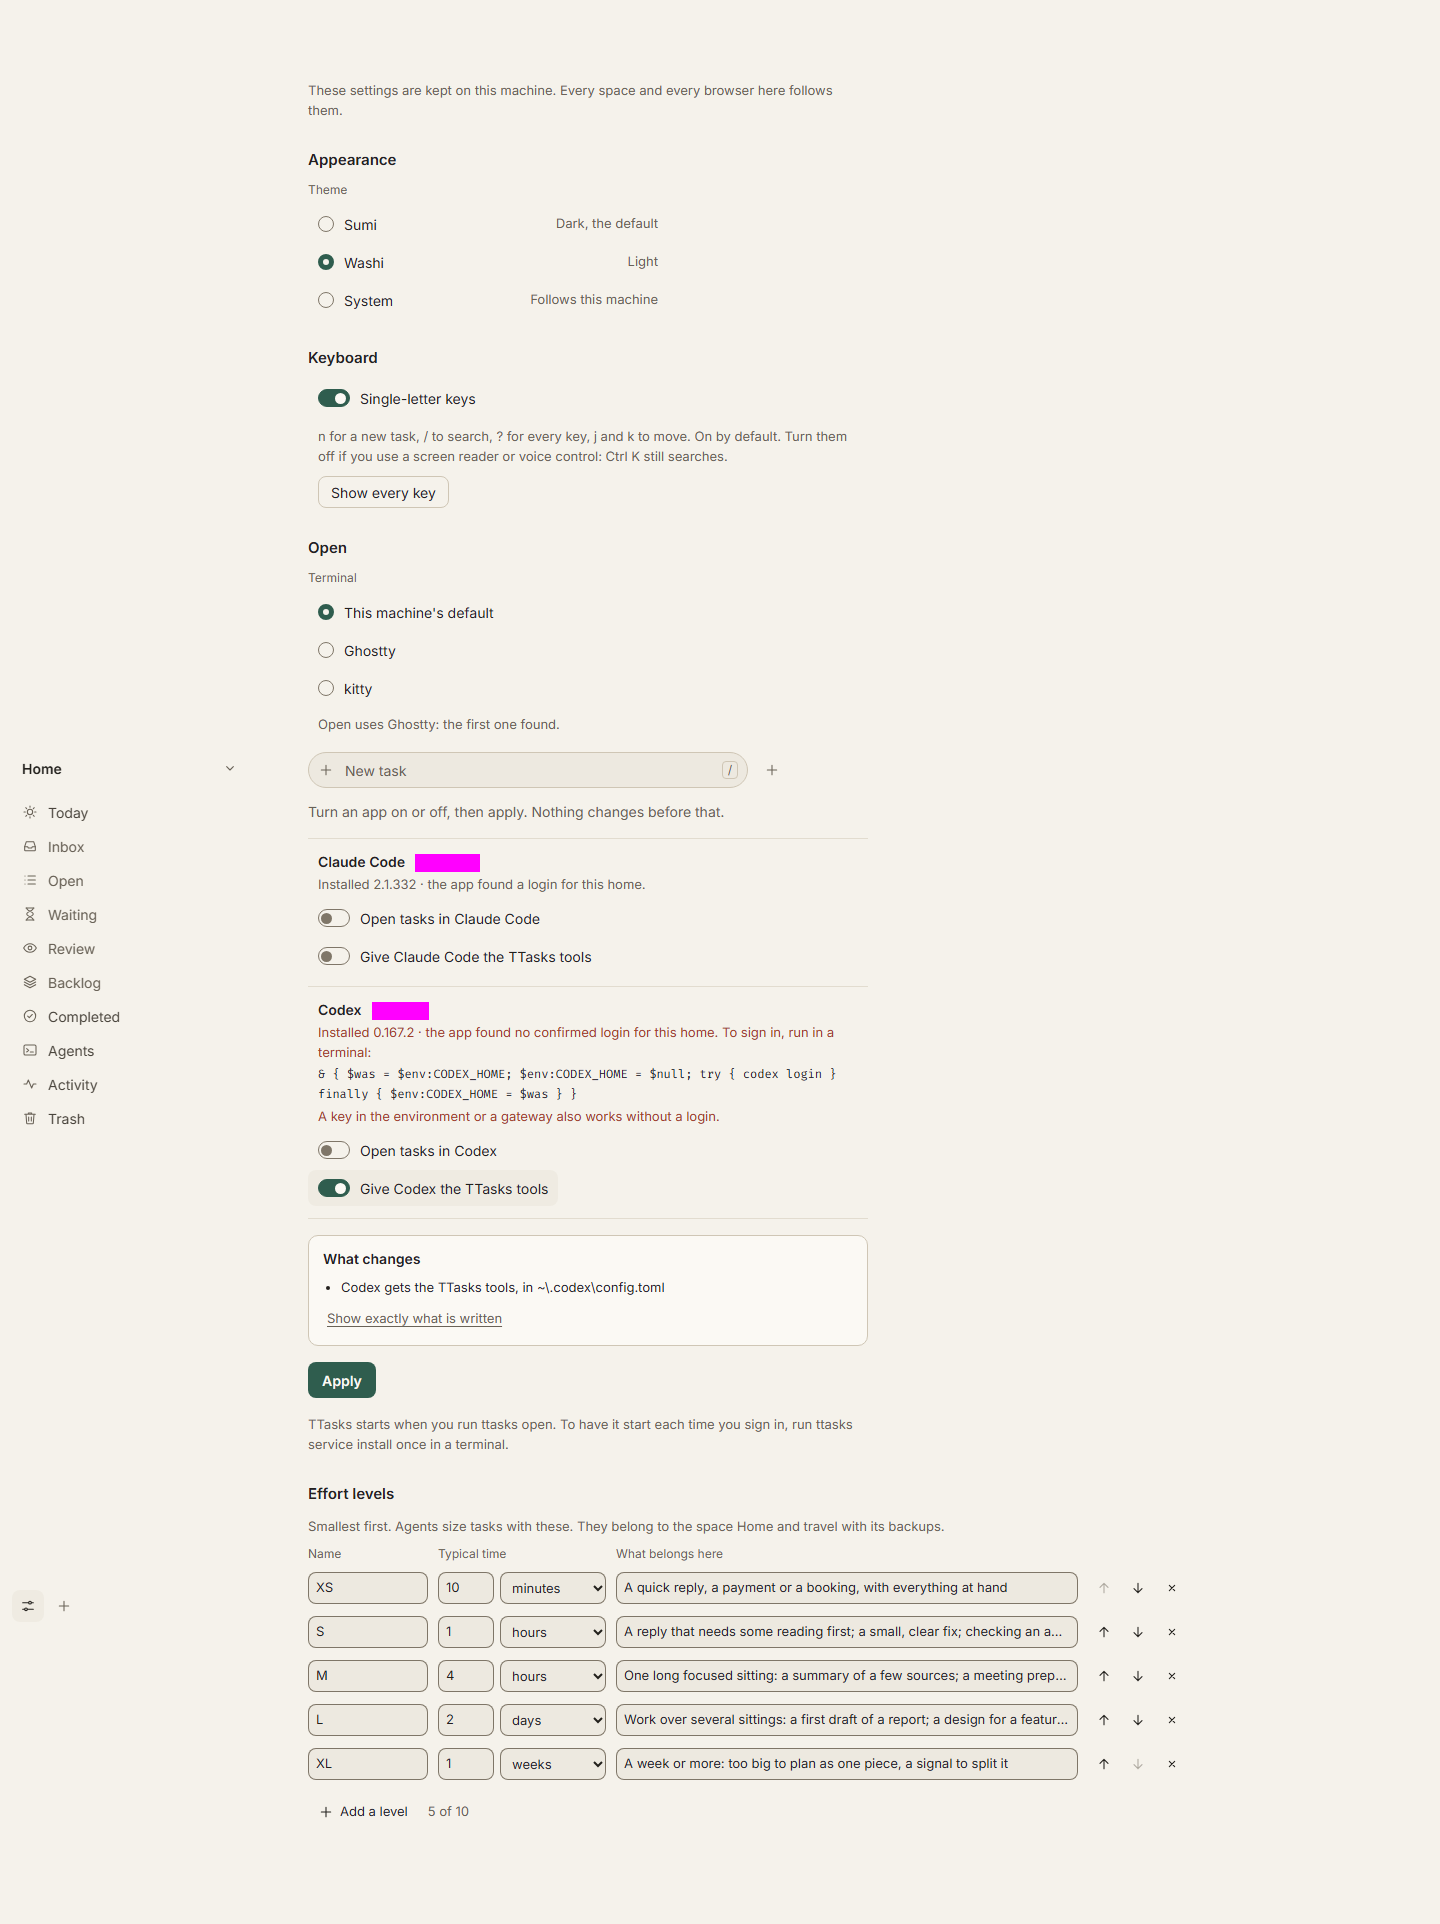 These settings are kept on this machine. Every space and every browser here follows
them.
Appearance
Theme
Sumi
Dark, the default
Washi
Light
System
Follows this machine
Keyboard
Single-letter keys
n for a new task, / to search, ? for every key, j and k to move. On by default. Turn them
off if you use a screen reader or voice control: Ctrl K still searches.
Show every key
Open
Terminal
This machine's default
Ghostty
kitty
Open uses Ghostty: the first one found.
Home
Today
Inbox
Open
Waiting
Review
Backlog
Completed
Agents
Activity
Trash
New task
/
Turn an app on or off, then apply. Nothing changes before that.
Claude Code
Installed 2.1.332 · the app found a login for this home.
Open tasks in Claude Code
Give Claude Code the TTasks tools
Codex
Installed 0.167.2 · the app found no confirmed login for this home. To sign in, run in a
terminal:
& { $was = $env:CODEX_HOME; $env:CODEX_HOME = $null; try { codex login }
finally { $env:CODEX_HOME = $was } }
A key in the environment or a gateway also works without a login.
Open tasks in Codex
Give Codex the TTasks tools
What changes
• Codex gets the TTasks tools, in ~\.codex\config.toml
Show exactly what is written
Apply
TTasks starts when you run ttasks open. To have it start each time you sign in, run ttasks
service install once in a terminal.
Effort levels
Smallest first. Agents size tasks with these. They belong to the space Home and travel with its backups.
Name Typical time What belongs here
XS 10 minutes A quick reply, a payment or a booking, with everything at hand
S 1 hours A reply that needs some reading first; a small, clear fix; checking an a...
M 4 hours One long focused sitting: a summary of a few sources; a meeting prep...
L 2 days Work over several sittings: a first draft of a report; a design for a featur...
XL 1 weeks A week or more: too big to plan as one piece, a signal to split it
Add a level 5 of 10